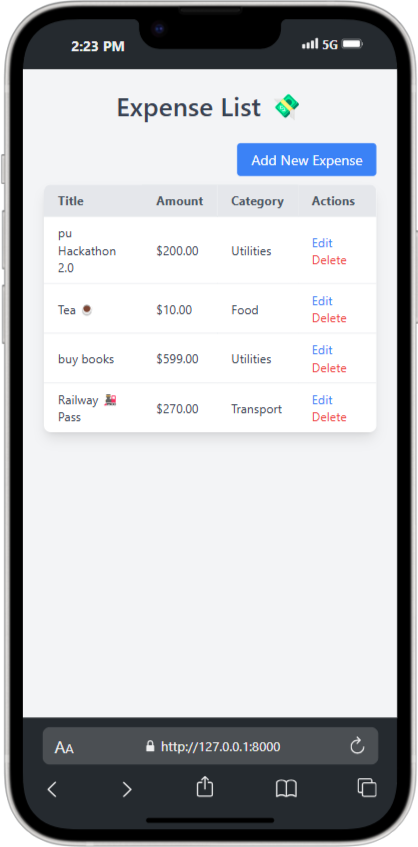 2:23 PM
5G
Expense List 💸
Add New Expense
Title Amount Category Actions
pu
Hackathon
2.0
$200.00 Utilities
Edit
Delete
Tea ☕ $10.00 Food
Edit
Delete
buy books $599.00 Utilities
Edit
Delete
Railway 🚂
Pass
$270.00 Transport
Edit
Delete
AA http://127.0.0.1:8000